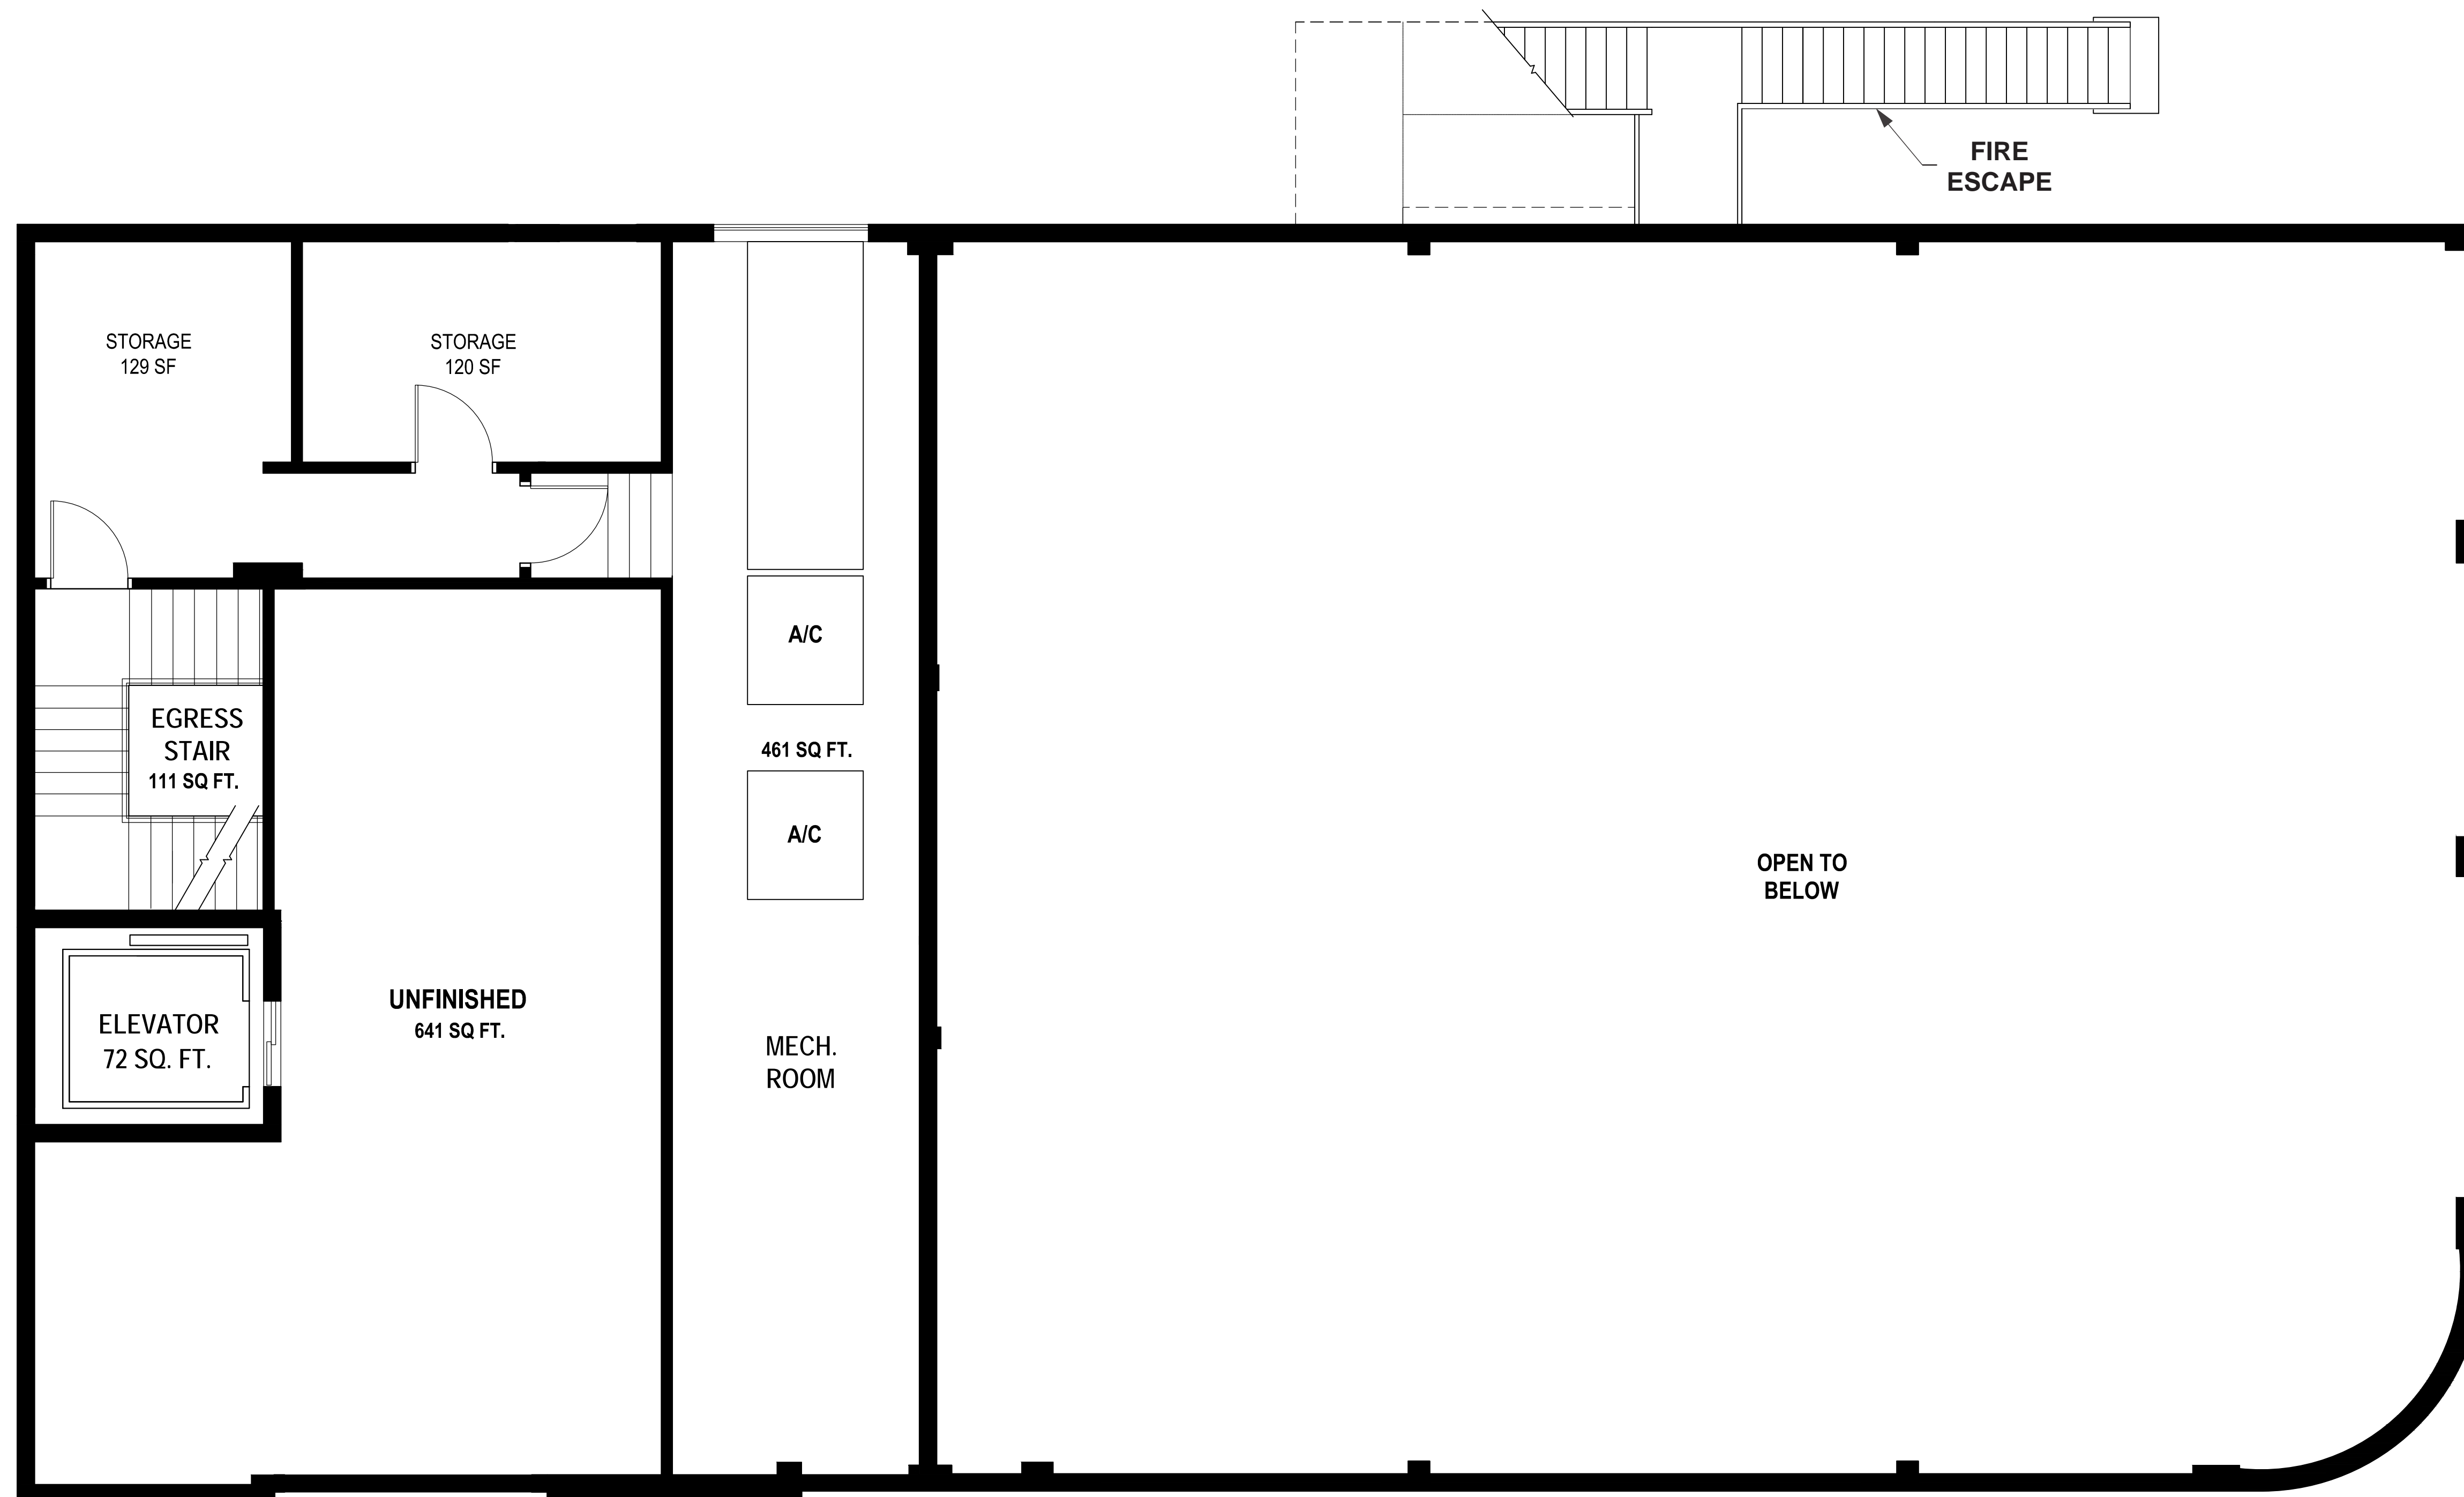 FIRE
ESCAPE
STORAGE
129 SF
STORAGE
120 SF
A/C
EGRESS
STAIR
111 SQ FT.
461 SQ FT.
A/C
OPEN TO
BELOW
UNFINISHED
641 SQ FT.
ELEVATOR
72 SQ. FT.
MECH.
ROOM